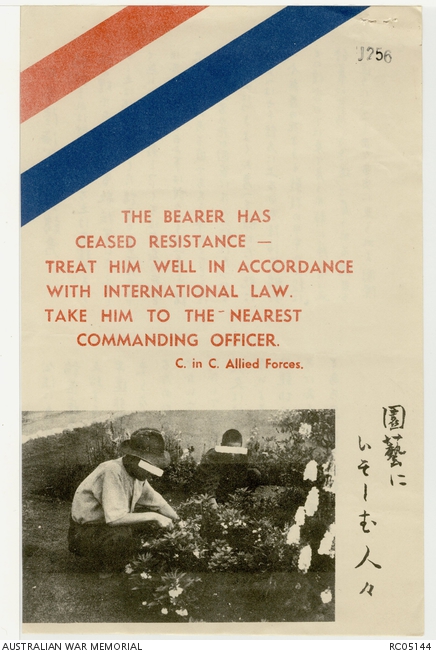 1256
THE BEARER HAS
CEASED RESISTANCE —
TREAT HIM WELL IN ACCORDANCE
WITH INTERNATIONAL LAW.
TAKE HIM TO THE NEAREST
COMMANDING OFFICER.
C. in C. Allied Forces.
園藝に
いそしむ人々
AUSTRALIAN WAR MEMORIAL
RC05144